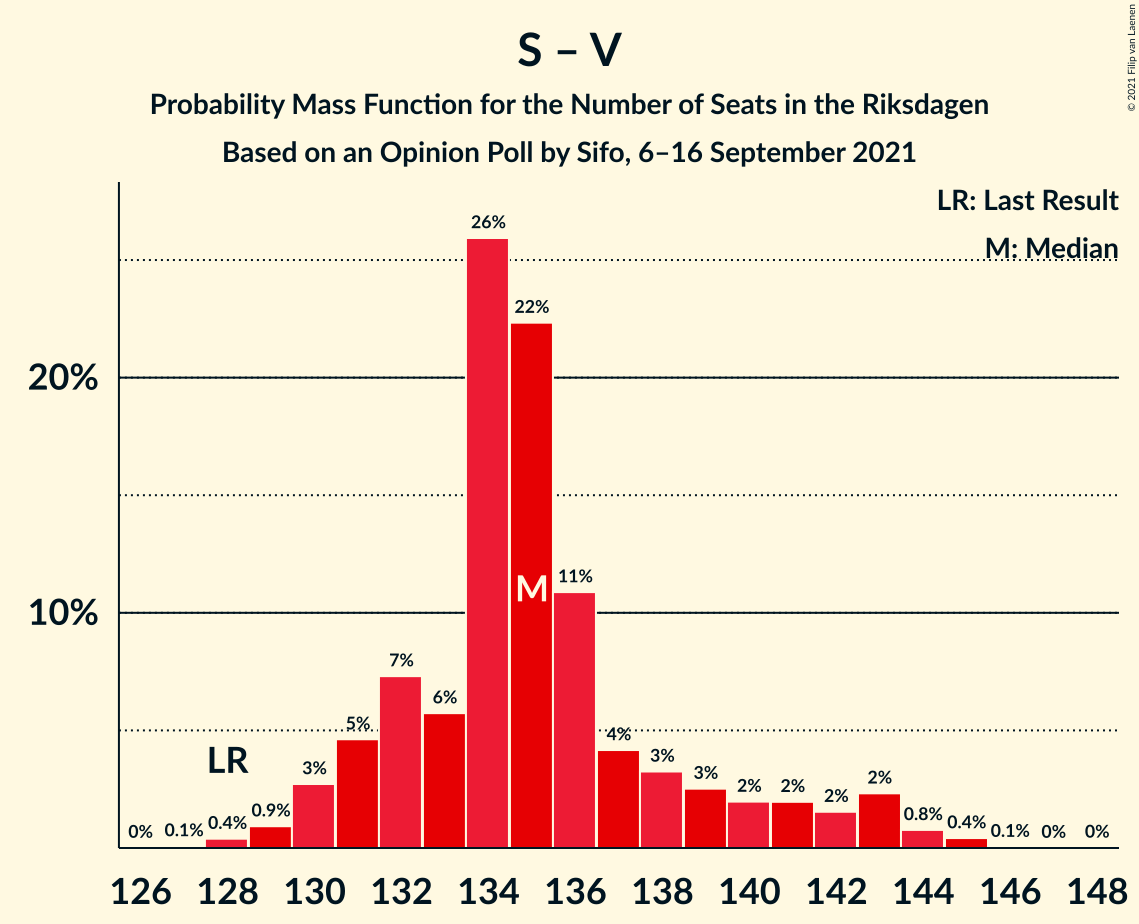 S – V
Probability Mass Function for the Number of Seats in the Riksdagen
Based on an Opinion Poll by Sifo, 6–16 September 2021
© 2021 Filip van Laenen
LR: Last Result
M: Median
20%
10%
0%
0.1%
0.4%
0.9%
3%
5%
7%
6%
26%
22%
11%
4%
3%
3%
2%
2%
2%
2%
0.8%
0.4%
0.1%
0%
0%
LR
M
126 128 130 132 134 136 138 140 142 144 146 148